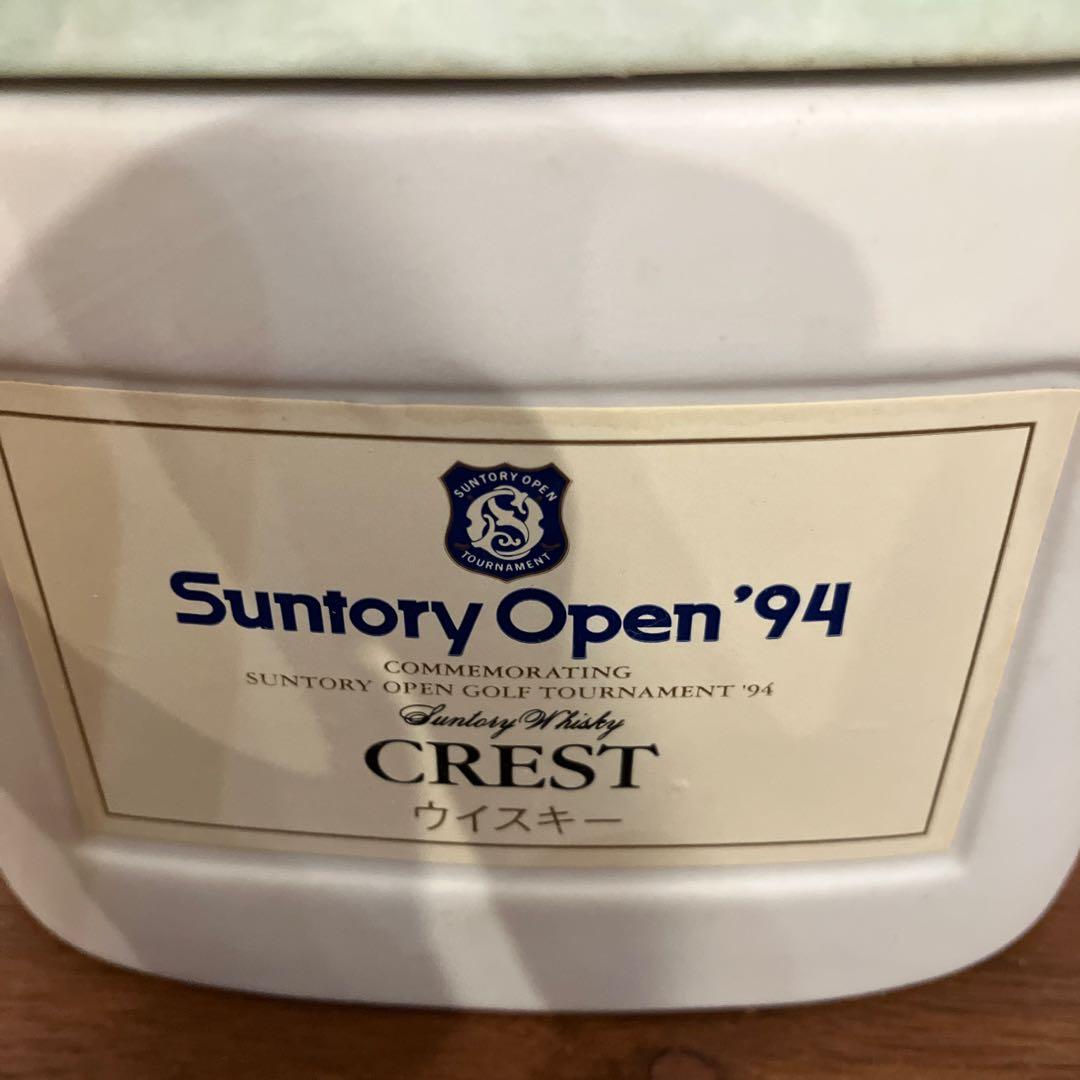 SUNTORY OPEN
TOURNAMENT
Suntory Open '94
COMMEMORATING
SUNTORY OPEN GOLF TOURNAMENT '94
Suntory Whisky
CREST
ウイスキー